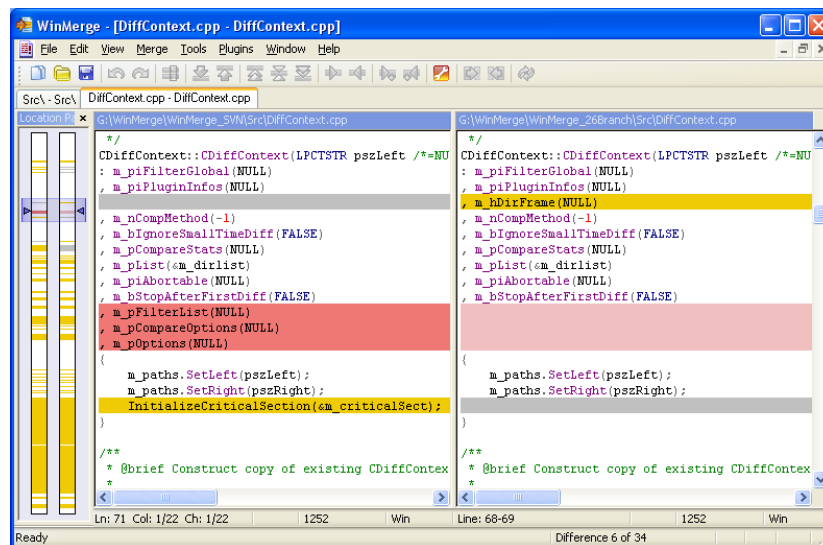 WinMerge - [DiffContext.cpp - DiffContext.cpp]
File Edit View Merge Tools Plugins Window Help
Src\ - Src\ DiffContext.cpp - DiffContext.cpp
Location P
G:\WinMerge\WinMerge_SVN\Src\DiffContext.cpp
*/
CDiffContext::CDiffContext(LPCTSTR pszLeft /*=NU
: m_piFilterGlobal(NULL)
, m_piPluginInfos(NULL)
, m_nCompMethod(-1)
, m_bIgnoreSmallTimeDiff(FALSE)
, m_pCompareStats(NULL)
, m_pList(&m_dirlist)
, m_piAbortable(NULL)
, m_bStopAfterFirstDiff(FALSE)
, m_pFilterList(NULL)
, m_pCompareOptions(NULL)
, m_pOptions(NULL)
{
m_paths.SetLeft(pszLeft);
m_paths.SetRight(pszRight);
InitializeCriticalSection(&m_criticalSect);
}
/**
* @brief Construct copy of existing CDiffContex
*
G:\WinMerge\WinMerge_26Branch\Src\DiffContext.cpp
*/
CDiffContext::CDiffContext(LPCTSTR pszLeft /*=NU
: m_piFilterGlobal(NULL)
, m_piPluginInfos(NULL)
, m_hDirFrame(NULL)
, m_nCompMethod(-1)
, m_bIgnoreSmallTimeDiff(FALSE)
, m_pCompareStats(NULL)
, m_pList(&m_dirlist)
, m_piAbortable(NULL)
, m_bStopAfterFirstDiff(FALSE)
{
m_paths.SetLeft(pszLeft);
m_paths.SetRight(pszRight);
}
/**
* @brief Construct copy of existing CDiffContex
*
Ln: 71 Col: 1/22 Ch: 1/22 1252 Win
Line: 68-69 1252 Win
Ready Difference 6 of 34